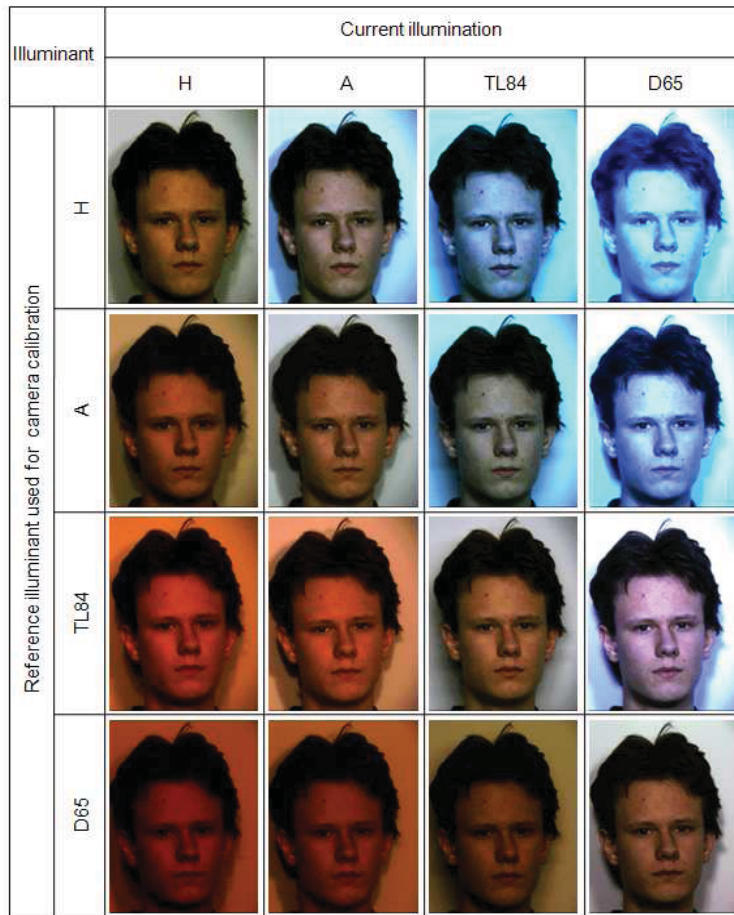 Illuminant
Current illumination
H
A
TL84
D65
Reference illuminant used for camera calibration
H
A
TL84
D65